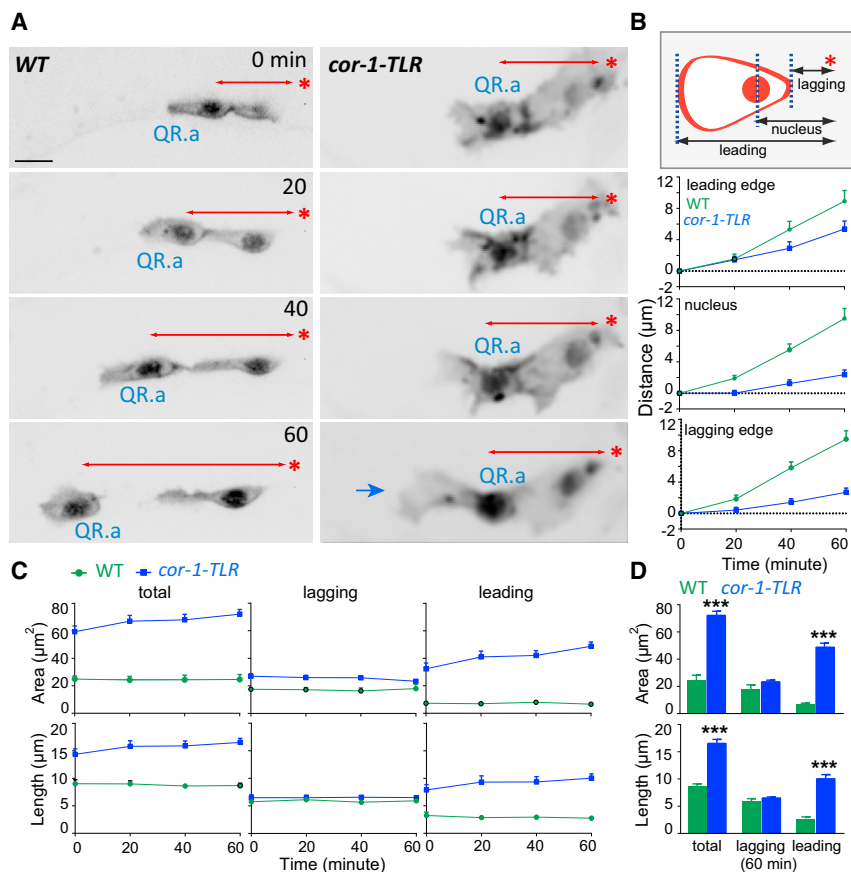 A
WT
0 min
*
QR.a
20
*
QR.a
40
*
QR.a
60
*
QR.a
cor-1-TLR
*
QR.a
*
QR.a
*
QR.a
*
QR.a
B
*
lagging
nucleus
leading
12
8
4
0
-2
leading edge
WT
cor-1-TLR
12
8
4
0
-2
nucleus
Distance (µm)
12
8
4
0
-2
lagging edge
0 20 40 60
Time (minute)
C
WT cor-1-TLR
total lagging leading
Area (µm²)
80
60
40
20
0
Length (µm)
20
15
10
5
0
0 20 40 60 0 20 40 60 0 20 40 60
Time (minute)
D
WT cor-1-TLR
Area (µm²)
80
60
40
20
0
*** ***
Length (µm)
20
15
10
5
0
*** ***
total lagging leading
(60 min)